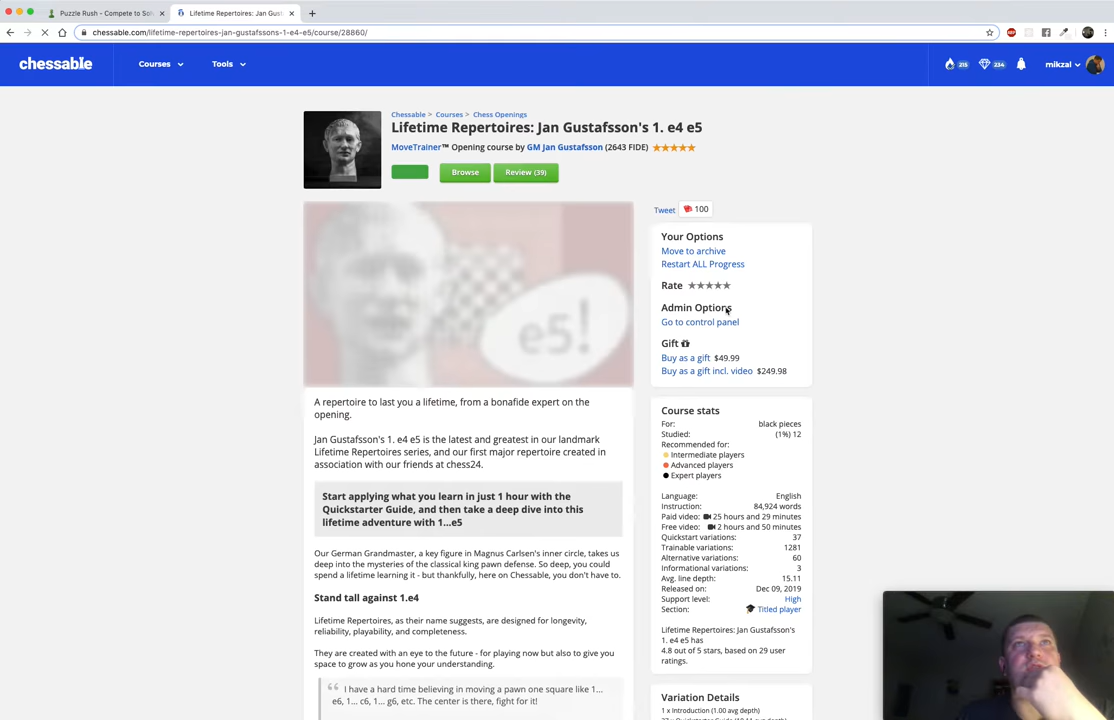 Puzzle Rush - Compete to So
Lifetime Repertoires: Jan Gust
chessable.com/lifetime-repertoires-jan-gustafssons-1-e4-e5/course/28860/
chessable
Courses
Tools
215
234
mikzal
Chessable > Courses > Chess Openings
Lifetime Repertoires: Jan Gustafsson's 1. e4 e5
MoveTrainer™ Opening course by GM Jan Gustafsson (2643 FIDE)
Browse
Review (39)
e5!
Tweet
100
Your Options
Move to archive
Restart ALL Progress
Rate
Admin Options
Go to control panel
Gift
Buy as a gift $49.99
Buy as a gift incl. video $249.98
A repertoire to last you a lifetime, from a bonafide expert on the
opening.
Jan Gustafsson's 1. e4 e5 is the latest and greatest in our landmark
Lifetime Repertoires series, and our first major repertoire created in
association with our friends at chess24.
Start applying what you learn in just 1 hour with the
Quickstarter Guide, and then take a deep dive into this
lifetime adventure with 1...e5
Our German Grandmaster, a key figure in Magnus Carlsen's inner circle, takes us
deep into the mysteries of the classical king pawn defense. So deep, you could
spend a lifetime learning it - but thankfully, here on Chessable, you don't have to.
Stand tall against 1.e4
Lifetime Repertoires, as their name suggests, are designed for longevity,
reliability, playability, and completeness.
They are created with an eye to the future - for playing now but also to give you
space to grow as you hone your understanding.
I have a hard time believing in moving a pawn one square like 1...
e6, 1... c6, 1... g6, etc. The center is there, fight for it!
Course stats
For: black pieces
Studied: (1%) 12
Recommended for:
Intermediate players
Advanced players
Expert players
Language: English
Instruction: 84,924 words
Paid video: 25 hours and 29 minutes
Free video: 2 hours and 50 minutes
Quickstart variations: 37
Trainable variations: 1281
Alternative variations: 60
Informational variations: 3
Avg. line depth: 15.11
Released on: Dec 09, 2019
Support level: High
Section: Titled player
Lifetime Repertoires: Jan Gustafsson's
1. e4 e5 has
4.8 out of 5 stars, based on 29 user
ratings.
Variation Details
1 x Introduction (1.00 avg depth)